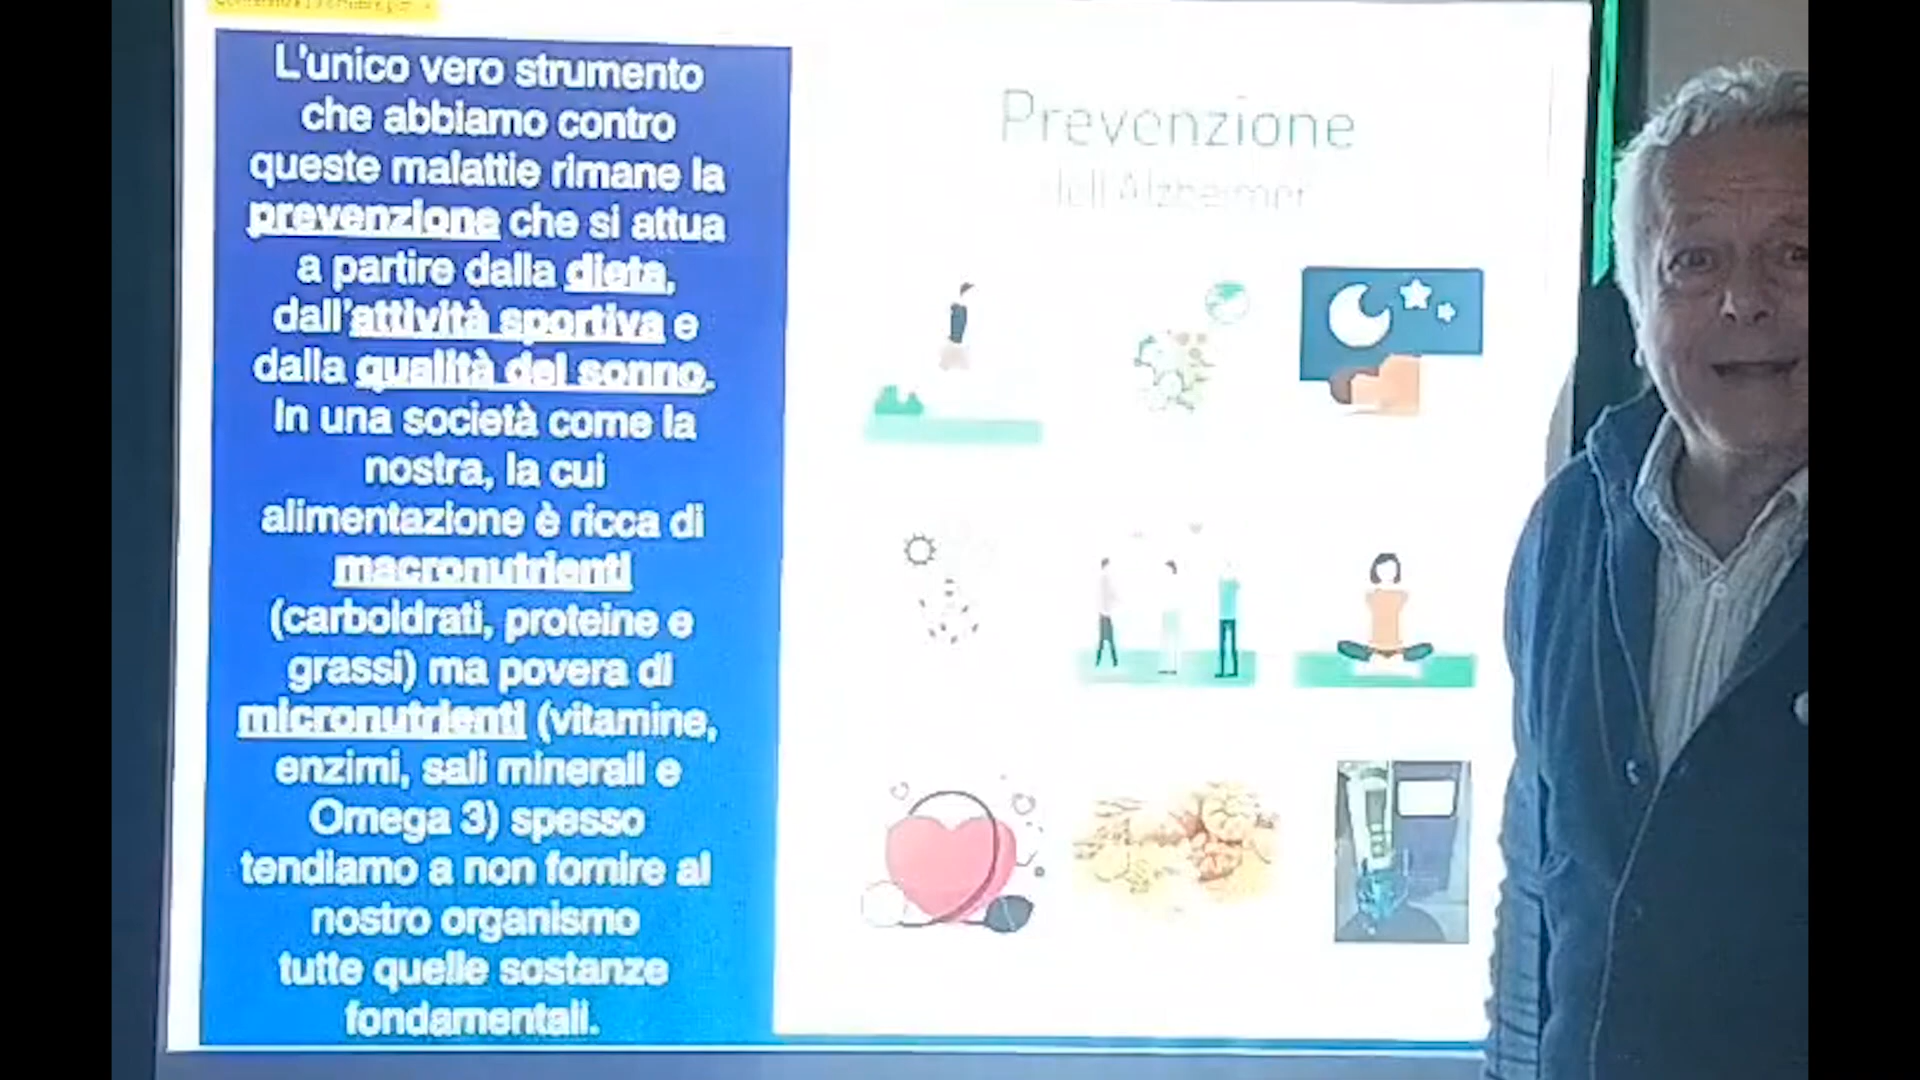 L'unico vero strumento
che abbiamo contro
queste malattie rimane la
prevenzione che si attua
a partire dalla dieta,
dall'attività sportiva e
dalla qualità del sonno.
In una società come la
nostra, la cui
alimentazione è ricca di
macronutrienti
(carboidrati, proteine e
grassi) ma povera di
micronutrienti (vitamine,
enzimi, sali minerali e
Omega 3) spesso
tendiamo a non fornire al
nostro organismo
tutte quelle sostanze
fondamentali.
Prevenzione
dell'Alzheimer